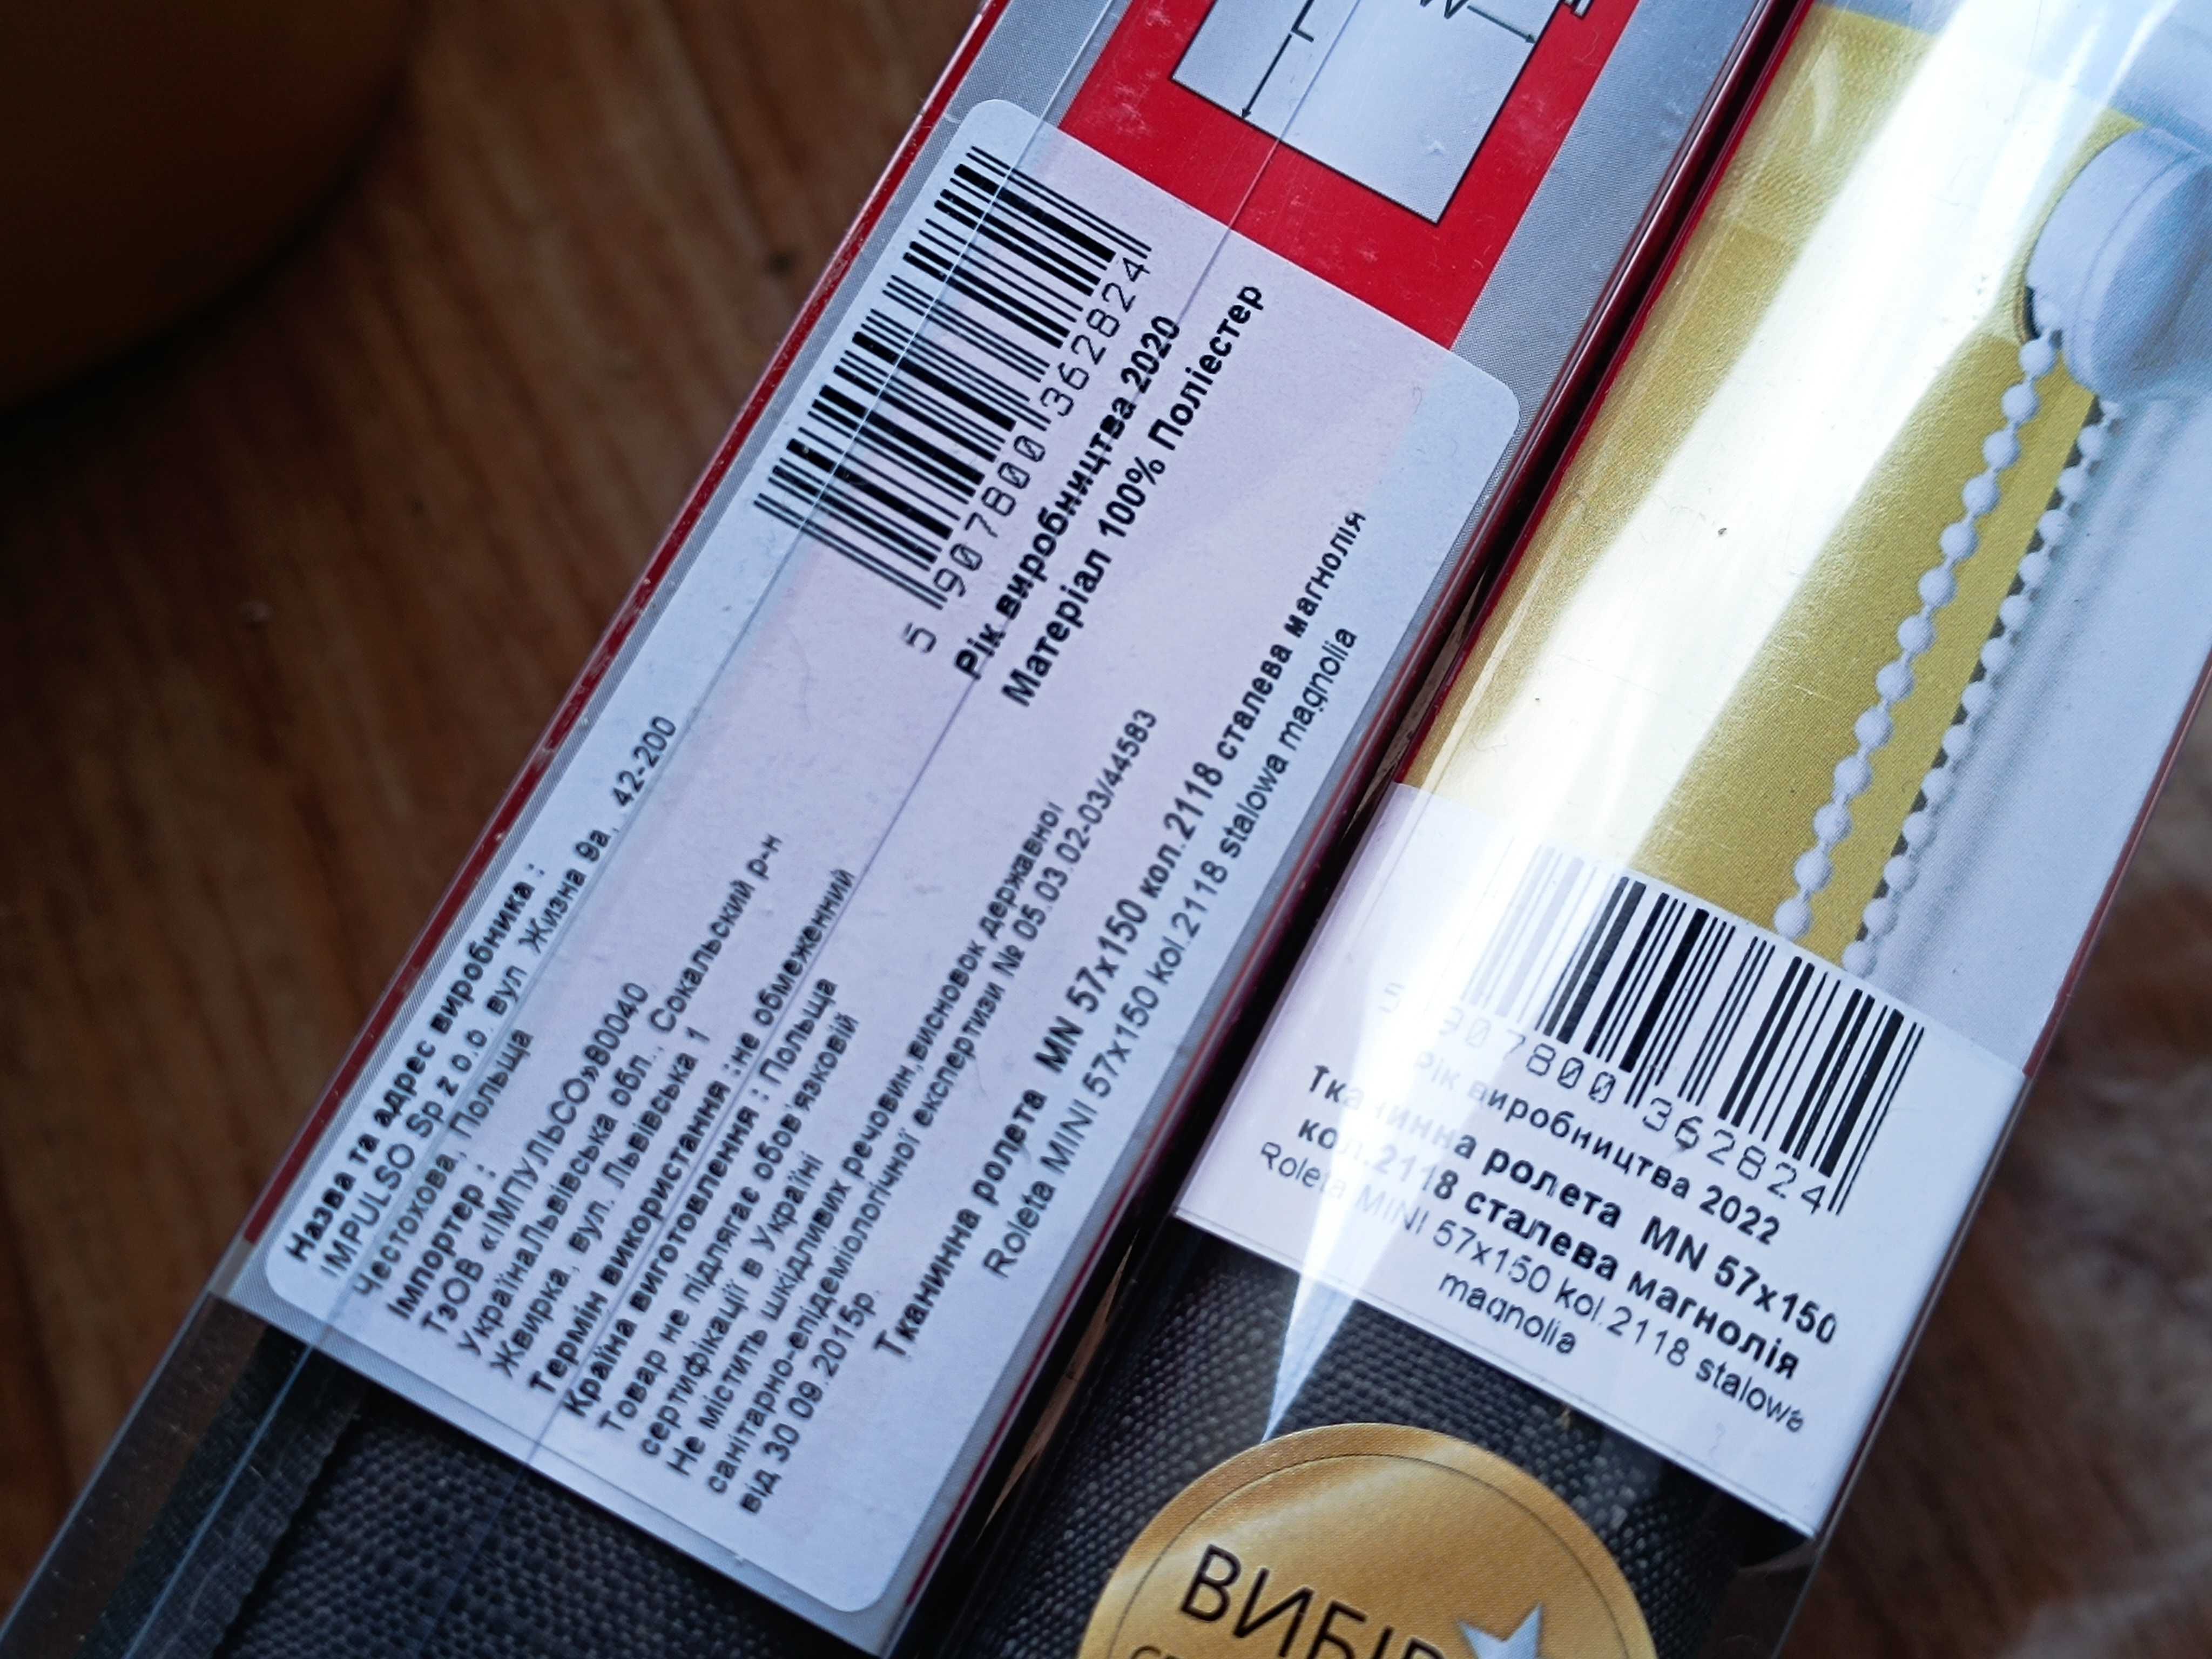 L
W
5 907800 362824
Рік виробництва 2020
Матеріал 100% Поліестер
Назва та адрес виробника :
IMPULSO Sp z o.o. вул Жизна 9а, 42-200
Честохова, Польща
Імпортер :
ТзОВ «ІМПУЛЬСО»80040
УкраїнаЛьвівська обл., Сокальский р-н
Жвирка, вул. Львівська 1
Термін використання :не обмеженний
Країна виготовлення : Польща
Товар не підлягає обов'язковій
сертифікації в Україні
Не містить шкідливих речовин,висновок державної
санітарно-епідеміологічної експертизи № 05.03.02-03/44583
від 30 09 2015р.
Тканинна ролета MN 57x150 кол.2118 сталева магнолія
Roleta MINI 57x150 kol.2118 stalowa magnolia
5 907800 362824
Рік виробництва 2022
Тканинна ролета MN 57x150
кол.2118 сталева магнолія
Roleta MINI 57x150 kol.2118 stalowa
magnolia
ВИБІР